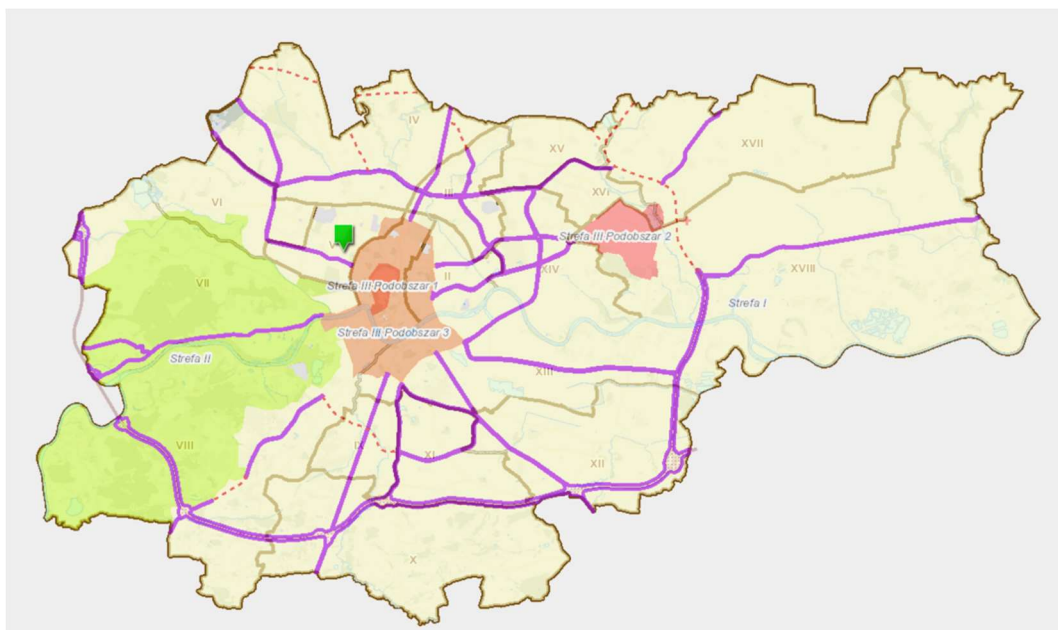 IV
XVII
XV
III
XVI
VI
Strefa III Podobszar 2
II
XIV
XVIII
VII
Strefa III Podobszar 1
Strefa I
Strefa III Podobszar 3
Strefa II
XIII
VIII
IX
XI
XII
X